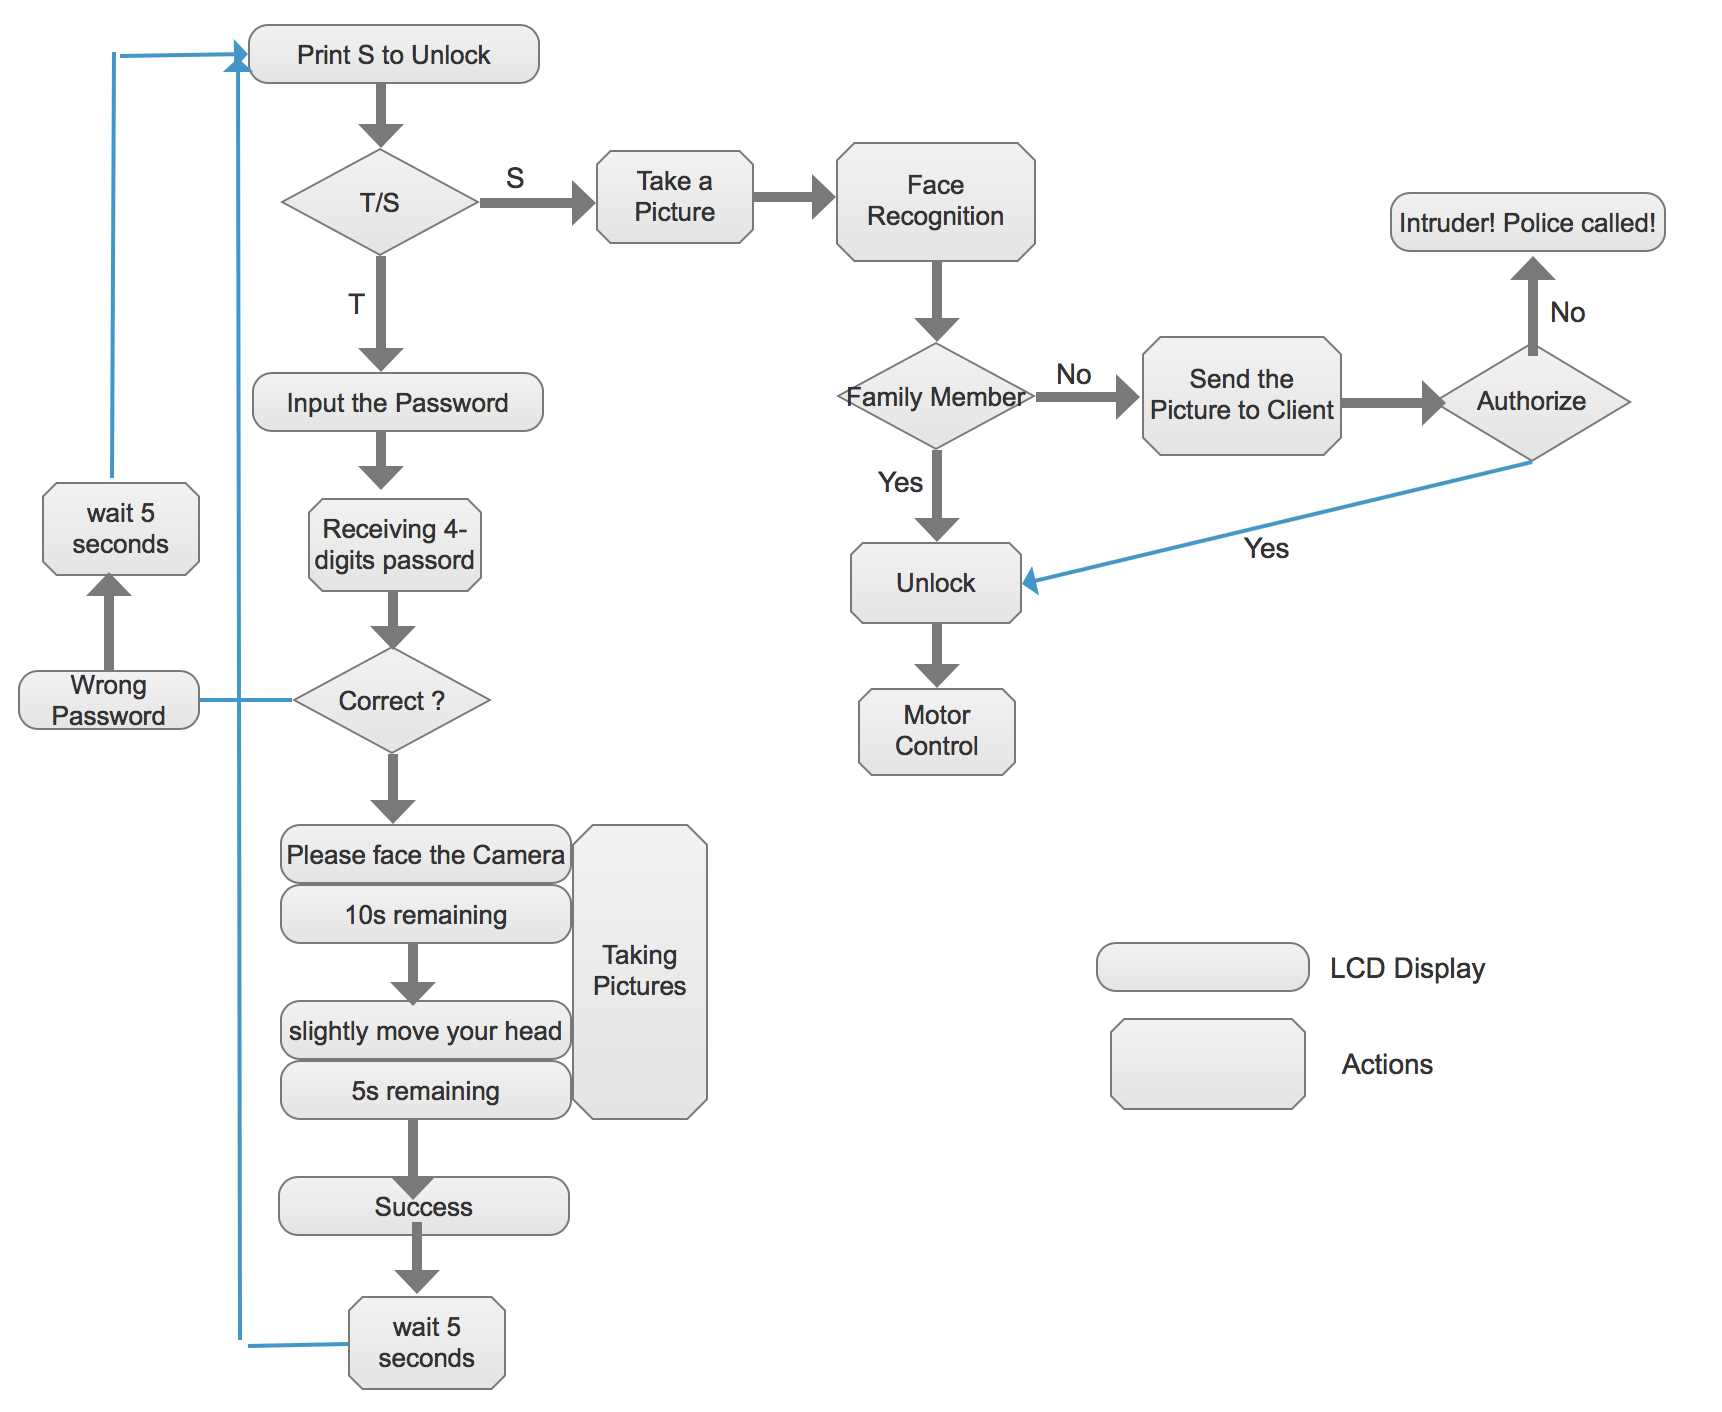 Print S to Unlock
T/S
S
Take a
Picture
Face
Recognition
Intruder! Police called!
No
T
Input the Password
Family Member
No
Send the
Picture to Client
Authorize
Yes
Yes
wait 5
seconds
Receiving 4-
digits passord
Unlock
Wrong
Password
Correct ?
Motor
Control
Please face the Camera
10s remaining
Taking
Pictures
slightly move your head
5s remaining
Success
wait 5
seconds
LCD Display
Actions